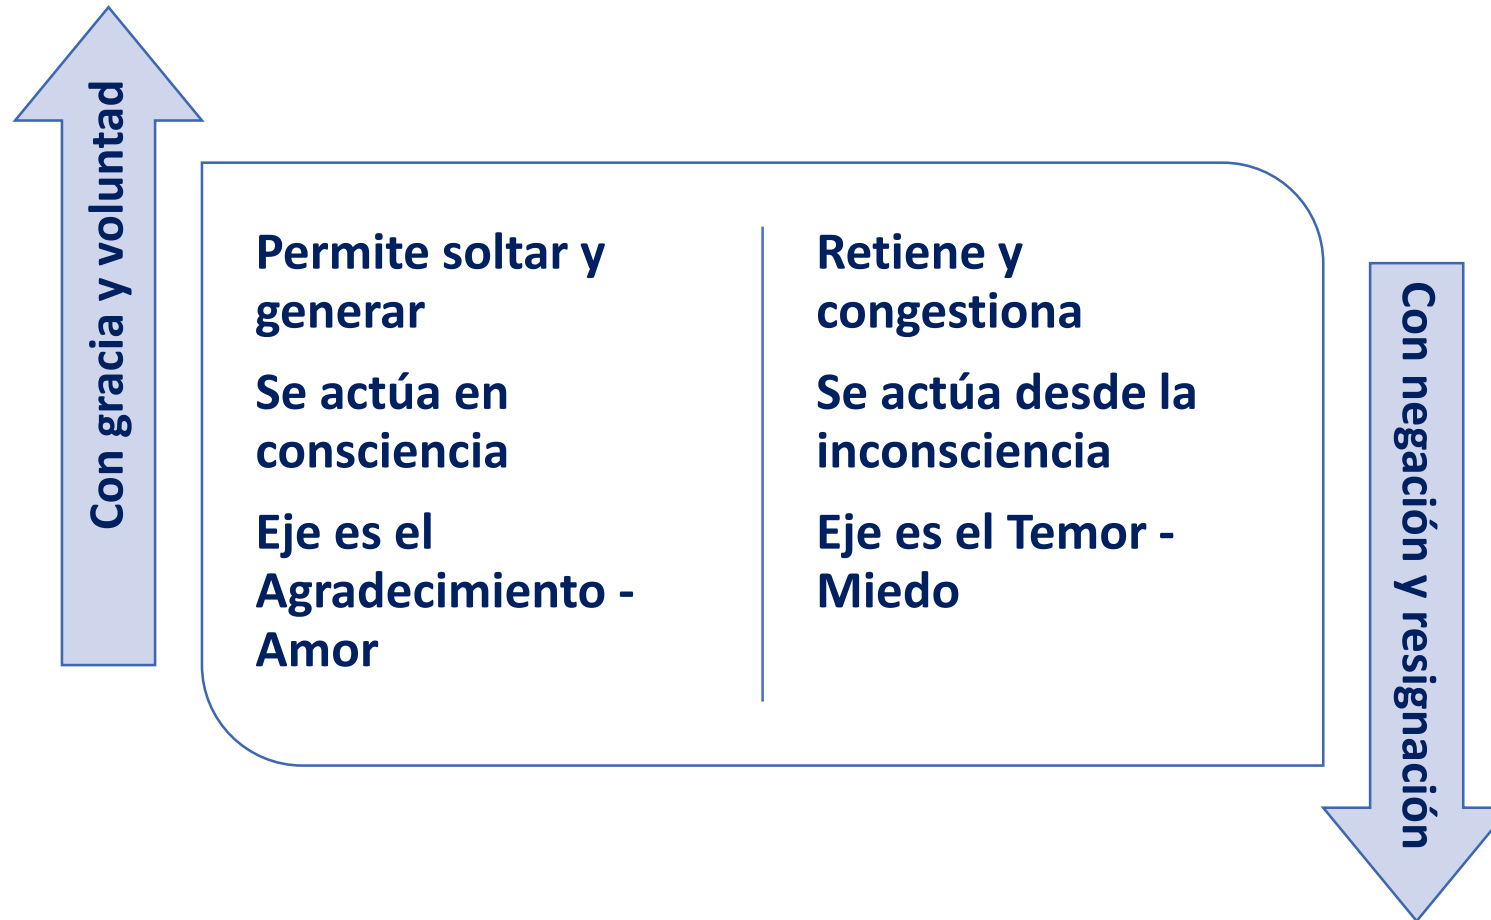 Con gracia y voluntad
Permite soltar y
generar
Se actúa en
consciencia
Eje es el
Agradecimiento -
Amor
Retiene y
congestiona
Se actúa desde la
inconsciencia
Eje es el Temor -
Miedo
Con negación y resignación